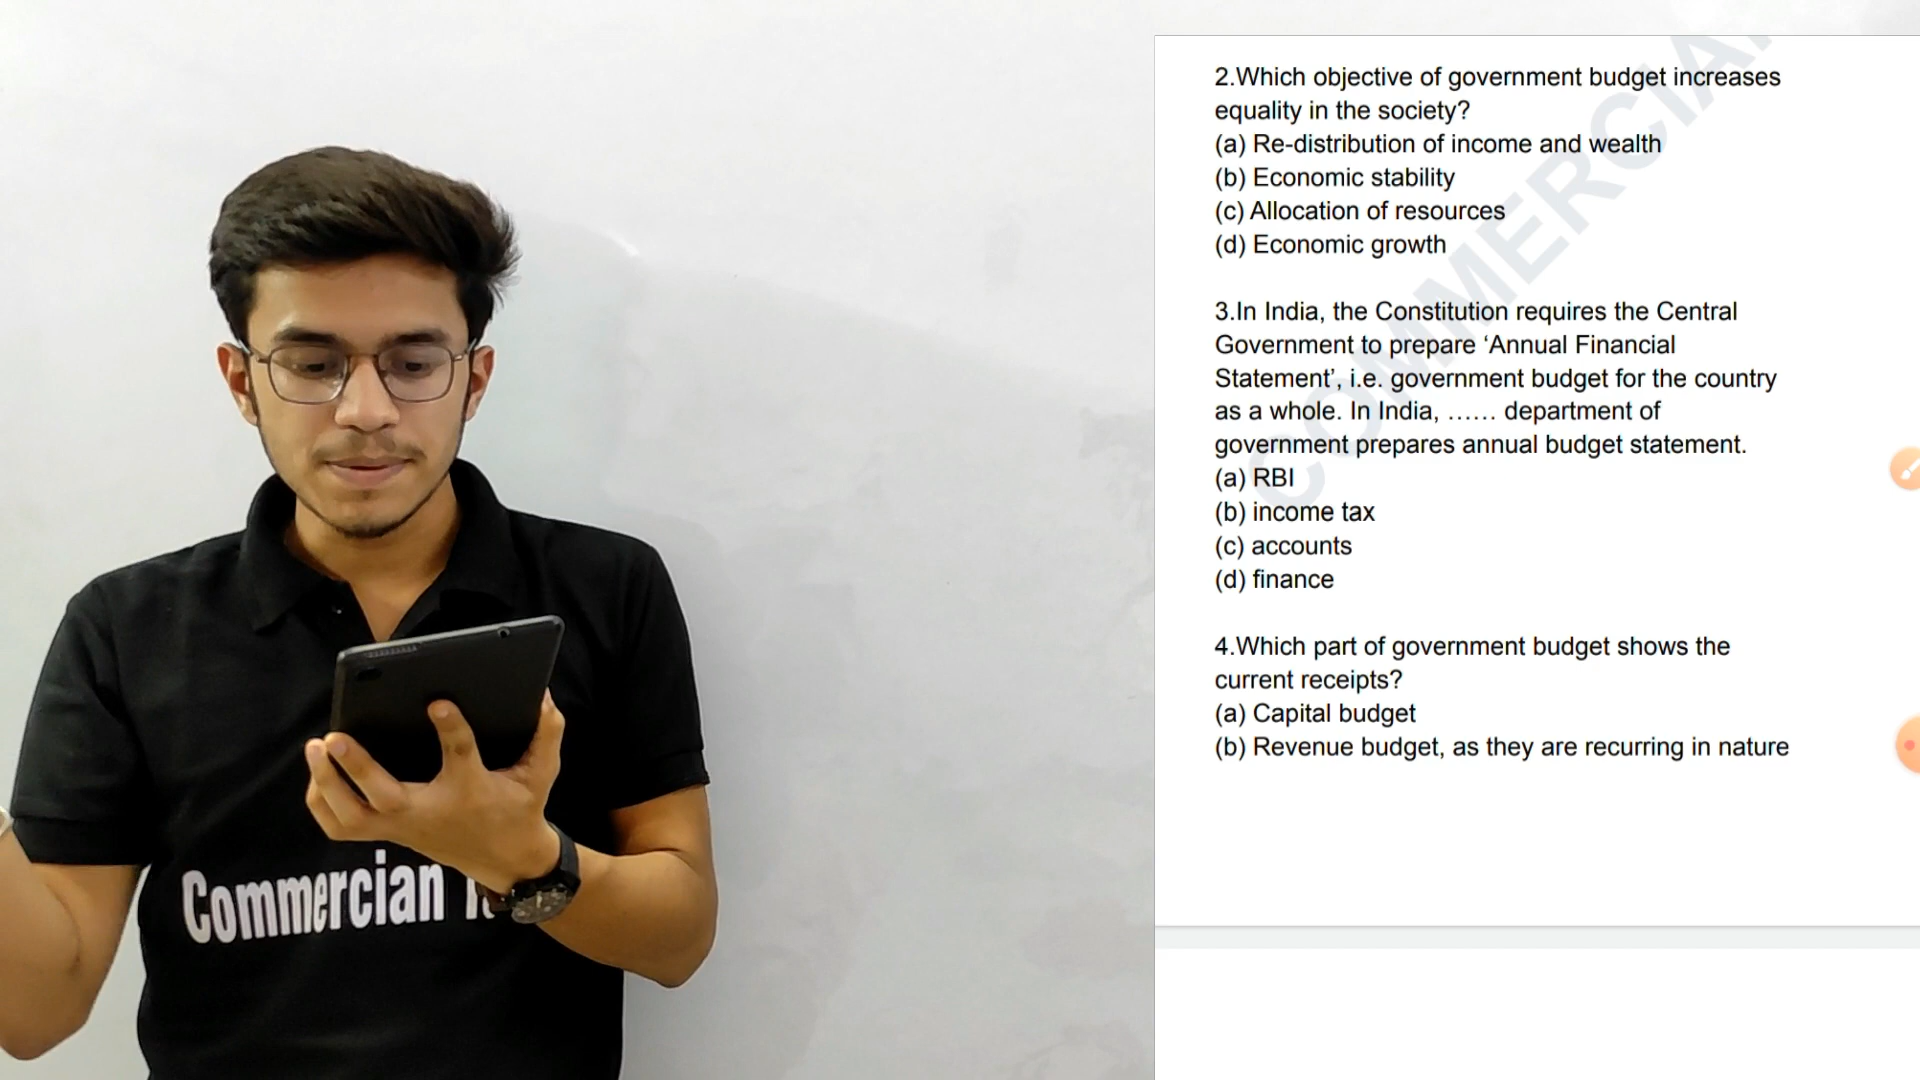 2.Which objective of government budget increases
equality in the society?
(a) Re-distribution of income and wealth
(b) Economic stability
(c) Allocation of resources
(d) Economic growth
3.In India, the Constitution requires the Central
Government to prepare ‘Annual Financial
Statement’, i.e. government budget for the country
as a whole. In India, …… department of
government prepares annual budget statement.
(a) RBI
(b) income tax
(c) accounts
(d) finance
4.Which part of government budget shows the
current receipts?
(a) Capital budget
(b) Revenue budget, as they are recurring in nature
COMMERCIA
Commercian